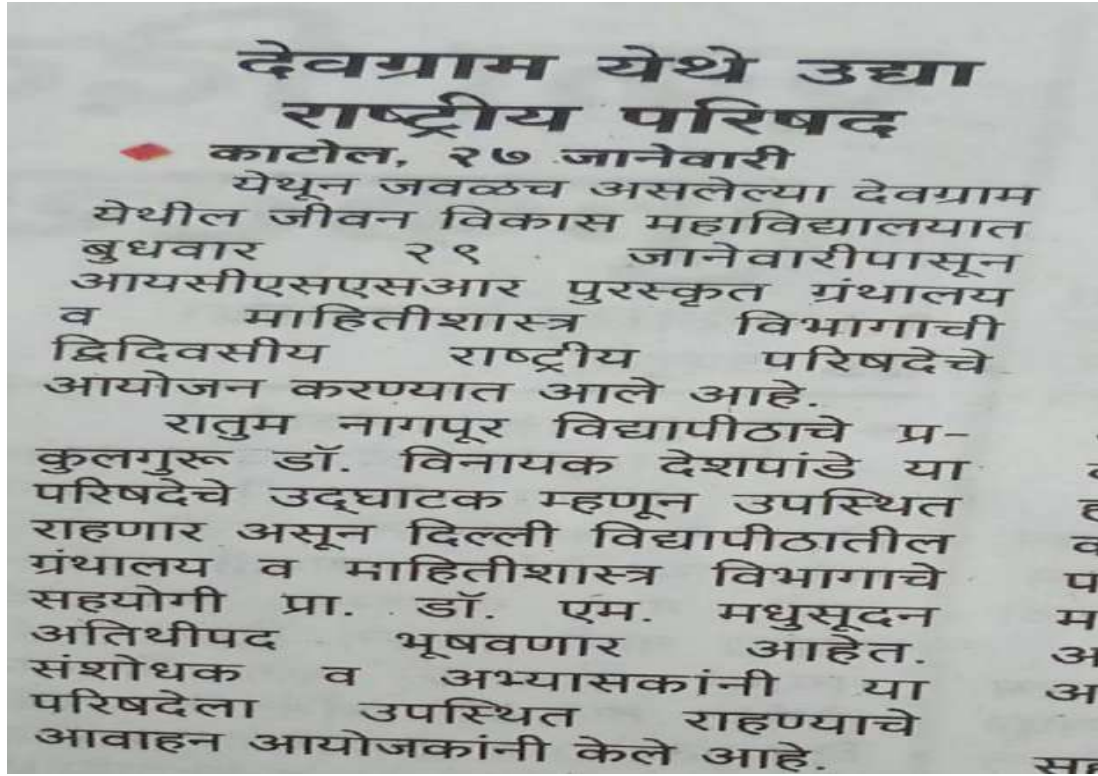 देवग्राम येथे उद्या
राष्ट्रीय परिषद
काटोल, २७ जानेवारी
येथून जवळच असलेल्या देवग्राम
येथील जीवन विकास महाविद्यालयात
बुधवार २९ जानेवारीपासून
आयसीएसएसआर पुरस्कृत ग्रंथालय
व माहितीशास्त्र विभागाची
द्विदिवसीय राष्ट्रीय परिषदेचे
आयोजन करण्यात आले आहे.
रातुम नागपूर विद्यापीठाचे प्र-
कुलगुरू डॉ. विनायक देशपांडे या
परिषदेचे उद्‌घाटक म्हणून उपस्थित
राहणार असून दिल्ली विद्यापीठातील
ग्रंथालय व माहितीशास्त्र विभागाचे
सहयोगी प्रा. डॉ. एम. मधुसूदन
अतिथीपद भूषवणार आहेत.
संशोधक व अभ्यासकांनी या
परिषदेला उपस्थित राहण्याचे
आवाहन आयोजकांनी केले आहे.